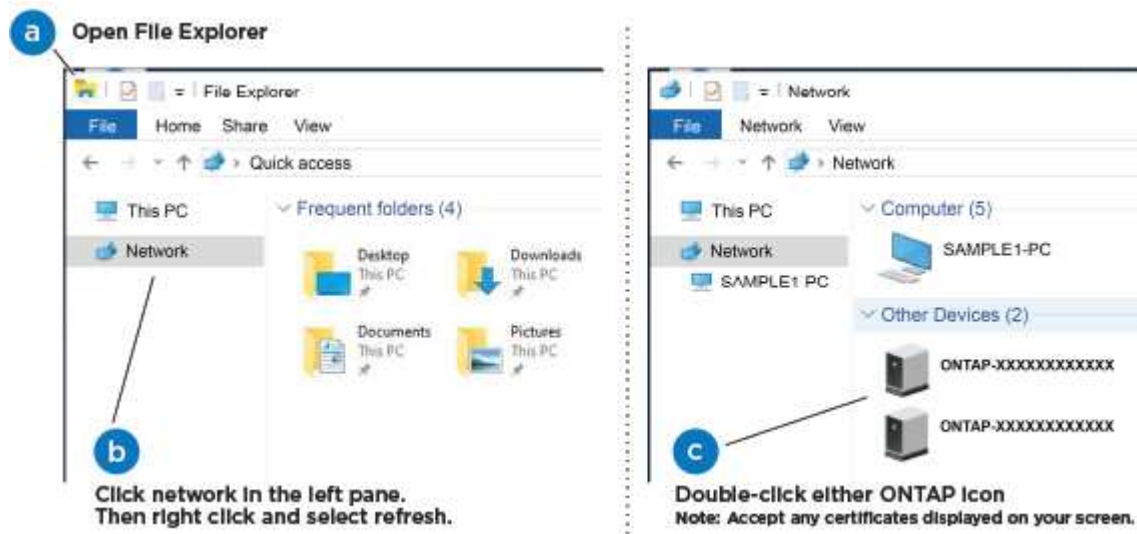 a
Open File Explorer
File Explorer
File Home Share View
Quick access
This PC
Network
Frequent folders (4)
Desktop
This PC
Downloads
This PC
Documents
This PC
Pictures
This PC
b
Click network in the left pane.
Then right click and select refresh.
Network
File Network View
Network
This PC
Network
SAMPLE1 PC
Computer (5)
SAMPLE1-PC
Other Devices (2)
ONTAP-XXXXXXXXXXXX
ONTAP-XXXXXXXXXXXX
c
Double-click either ONTAP icon
Note: Accept any certificates displayed on your screen.